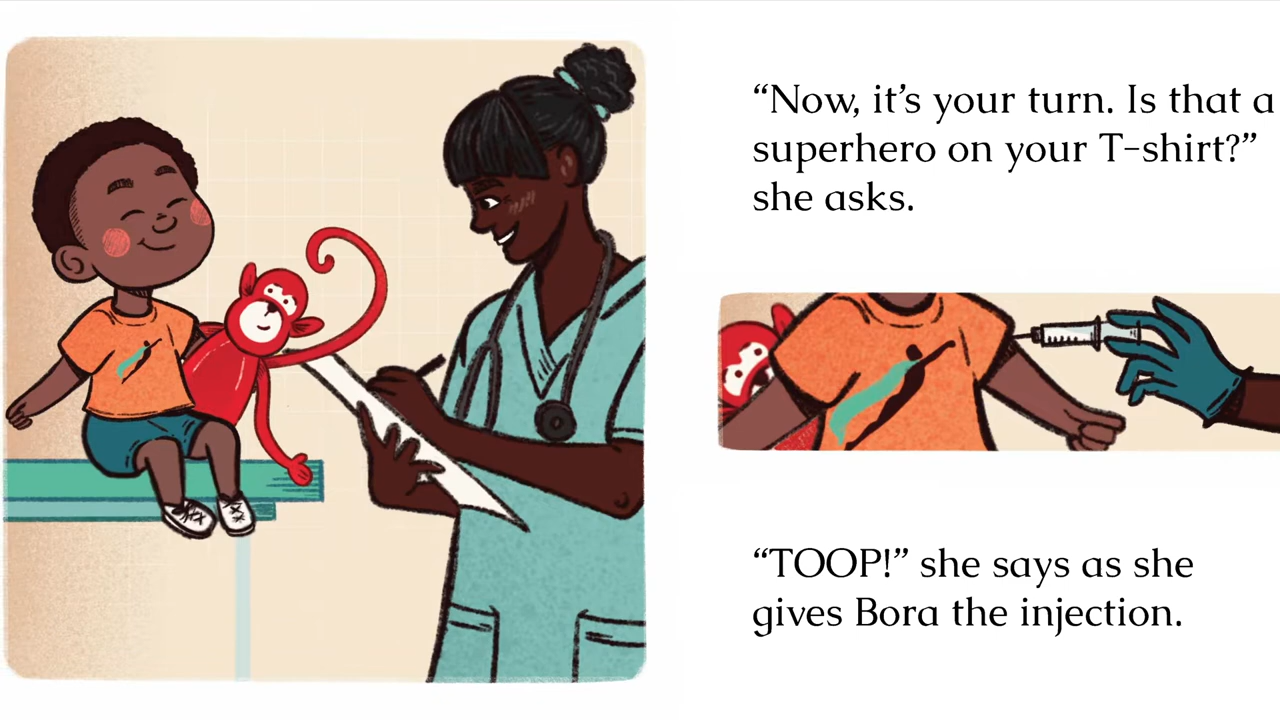 “Now, it’s your turn. Is that a
superhero on your T-shirt?”
she asks.
“TOOP!” she says as she
gives Bora the injection.